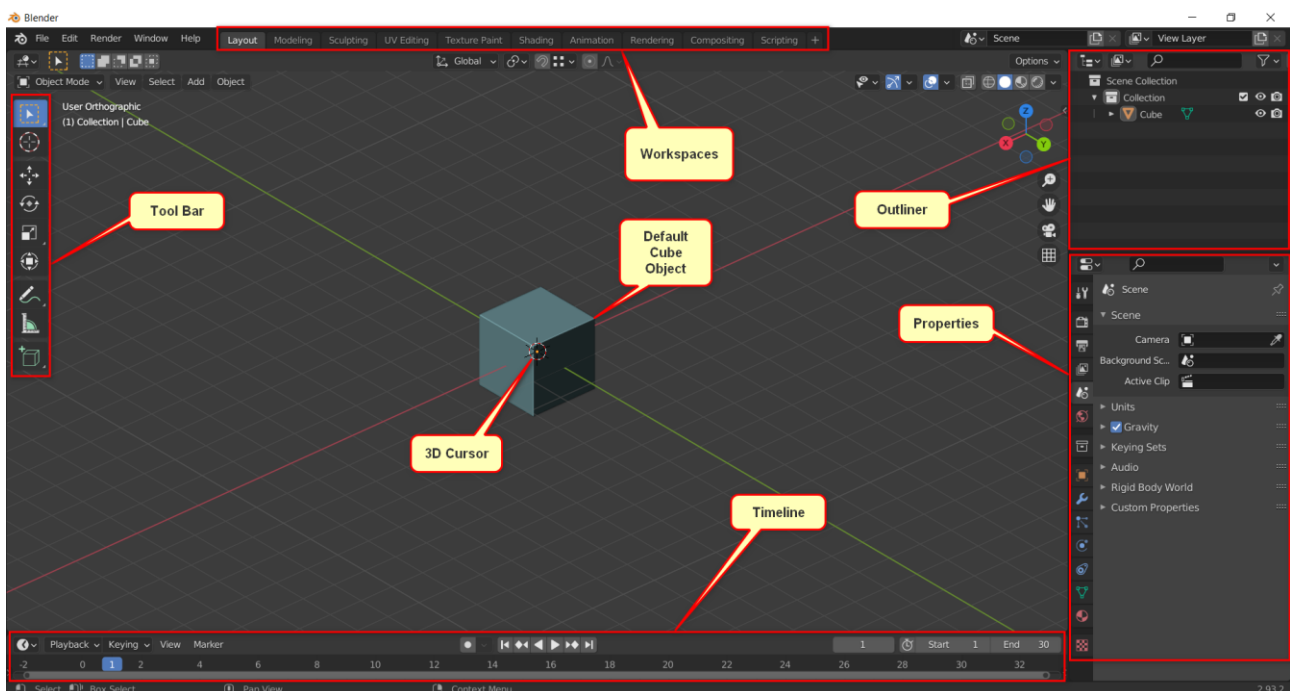 Blender
File Edit Render Window Help Layout Modeling Sculpting UV Editing Texture Paint Shading Animation Rendering Compositing Scripting + Scene View Layer
Global Options
Object Mode View Select Add Object
User Orthographic
(1) Collection | Cube
Scene Collection
Collection
Cube
Z
X
Y
Workspaces
Tool Bar
Outliner
Default
Cube
Object
Properties
3D Cursor
Timeline
Scene
Scene
Camera
Background Sc...
Active Clip
Units
Gravity
Keying Sets
Audio
Rigid Body World
Custom Properties
Playback Keying View Marker 1 Start 1 End 30
-2 0 1 2 4 6 8 10 12 14 16 18 20 22 24 26 28 30 32
Select Box Select Pan View Context Menu 2.93.2